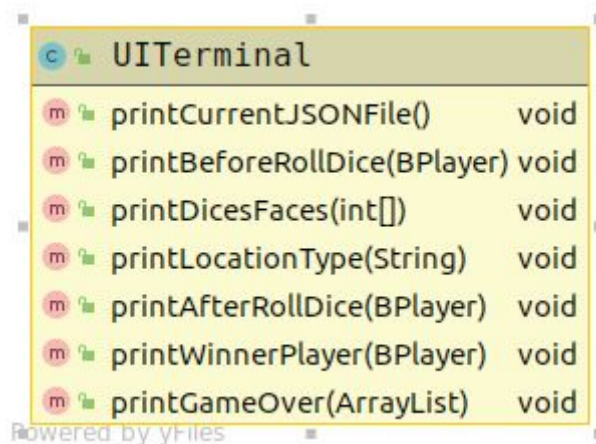 UITerminal
printCurrentJSONFile() void
printBeforeRollDice(BPlayer) void
printDicesFaces(int[]) void
printLocationType(String) void
printAfterRollDice(BPlayer) void
printWinnerPlayer(BPlayer) void
printGameOver(ArrayList) void
Powered by yFiles